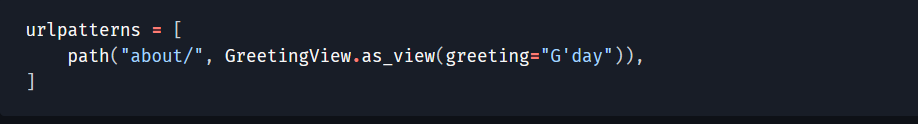 urlpatterns = [
    path("about/", GreetingView.as_view(greeting="G'day")),
]